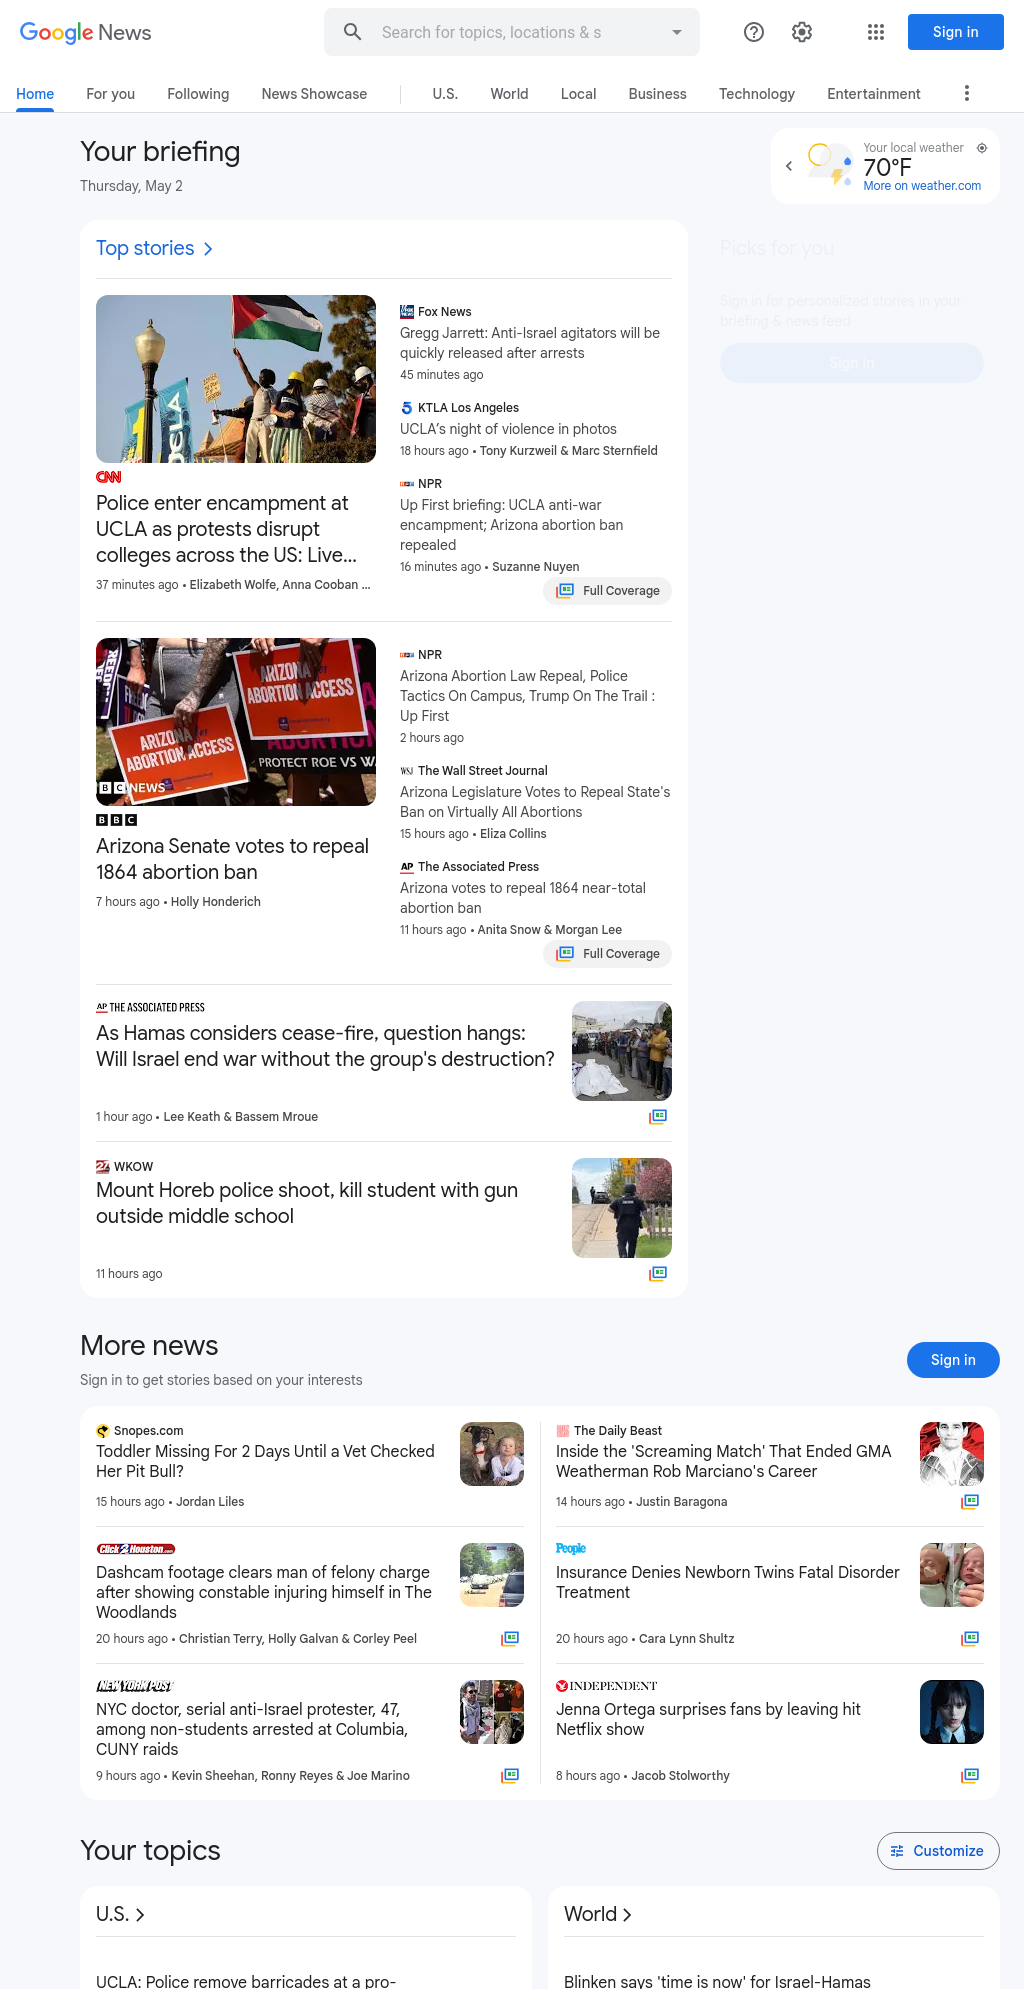 Google News
Search for topics, locations & s
Sign in
Home
For you
Following
News Showcase
U.S.
World
Local
Business
Technology
Entertainment
Your briefing
Thursday, May 2
Your local weather
70°F
More on weather.com
Top stories
Picks for you
Sign in for personalized stories in your
briefing & news feed
Sign in
UCLA
CNN
Police enter encampment at
UCLA as protests disrupt
colleges across the US: Live...
37 minutes ago • Elizabeth Wolfe, Anna Cooban ...
Fox News
Gregg Jarrett: Anti-Israel agitators will be
quickly released after arrests
45 minutes ago
KTLA Los Angeles
UCLA’s night of violence in photos
18 hours ago • Tony Kurzweil & Marc Sternfield
NPR
Up First briefing: UCLA anti-war
encampment; Arizona abortion ban
repealed
16 minutes ago • Suzanne Nuyen
Full Coverage
ARIZONA
ABORTION ACCESS
ARIZONA
ABORTION ACCESS
ABORTION
PROTECT ROE VS WA
BBC NEWS
BBC
Arizona Senate votes to repeal
1864 abortion ban
7 hours ago • Holly Honderich
NPR
Arizona Abortion Law Repeal, Police
Tactics On Campus, Trump On The Trail :
Up First
2 hours ago
WSJ The Wall Street Journal
Arizona Legislature Votes to Repeal State's
Ban on Virtually All Abortions
15 hours ago • Eliza Collins
AP The Associated Press
Arizona votes to repeal 1864 near-total
abortion ban
11 hours ago • Anita Snow & Morgan Lee
Full Coverage
AP THE ASSOCIATED PRESS
As Hamas considers cease-fire, question hangs:
Will Israel end war without the group's destruction?
1 hour ago • Lee Keath & Bassem Mroue
27 WKOW
Mount Horeb police shoot, kill student with gun
outside middle school
11 hours ago
More news
Sign in to get stories based on your interests
Sign in
Snopes.com
Toddler Missing For 2 Days Until a Vet Checked
Her Pit Bull?
15 hours ago • Jordan Liles
The Daily Beast
Inside the 'Screaming Match' That Ended GMA
Weatherman Rob Marciano's Career
14 hours ago • Justin Baragona
Click2Houston.com
Dashcam footage clears man of felony charge
after showing constable injuring himself in The
Woodlands
20 hours ago • Christian Terry, Holly Galvan & Corley Peel
People
Insurance Denies Newborn Twins Fatal Disorder
Treatment
20 hours ago • Cara Lynn Shultz
NEW YORK POST
NYC doctor, serial anti-Israel protester, 47,
among non-students arrested at Columbia,
CUNY raids
9 hours ago • Kevin Sheehan, Ronny Reyes & Joe Marino
INDEPENDENT
Jenna Ortega surprises fans by leaving hit
Netflix show
8 hours ago • Jacob Stolworthy
Your topics
Customize
U.S.
World
UCLA: Police remove barricades at a pro-
Blinken says 'time is now' for Israel-Hamas